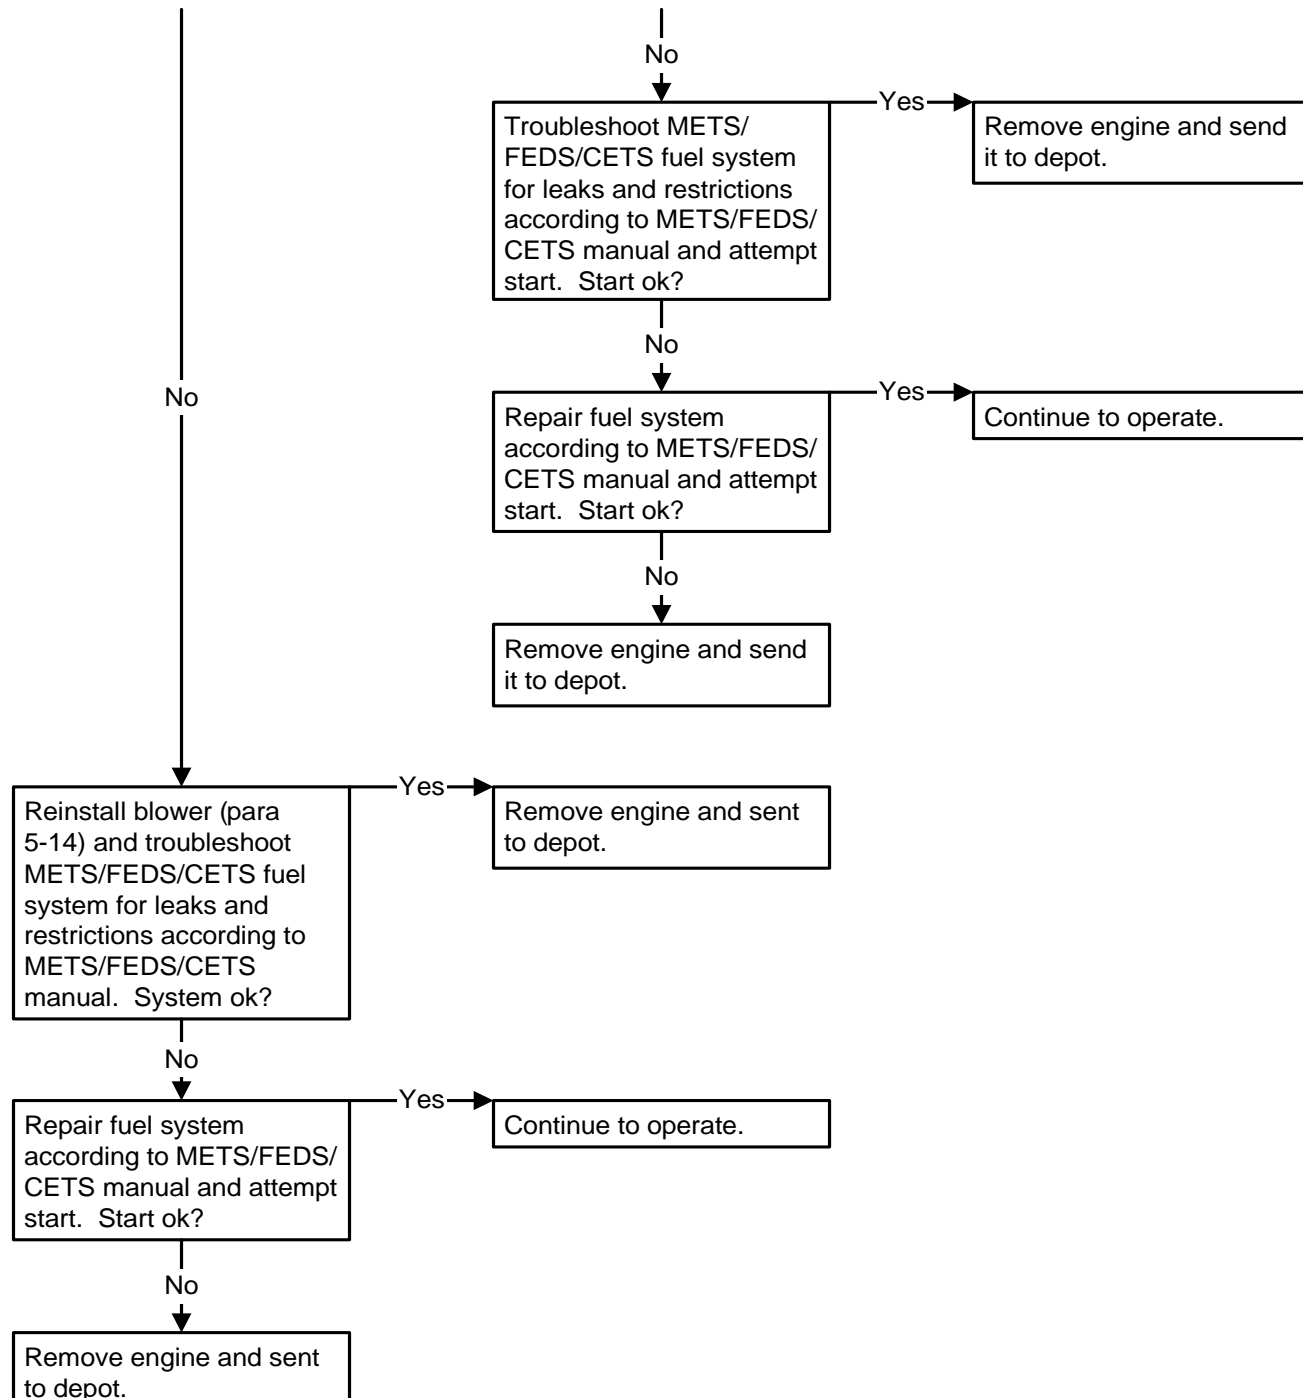 No
Yes
Troubleshoot METS/
FEDS/CETS fuel system
for leaks and restrictions
according to METS/FEDS/
CETS manual and attempt
start.  Start ok?
Remove engine and send
it to depot.
No
No
Yes
Repair fuel system
according to METS/FEDS/
CETS manual and attempt
start.  Start ok?
Continue to operate.
No
Remove engine and send
it to depot.
Yes
Reinstall blower (para
5-14) and troubleshoot
METS/FEDS/CETS fuel
system for leaks and
restrictions according to
METS/FEDS/CETS
manual.  System ok?
Remove engine and sent
to depot.
No
Yes
Repair fuel system
according to METS/FEDS/
CETS manual and attempt
start.  Start ok?
Continue to operate.
No
Remove engine and sent
to depot.